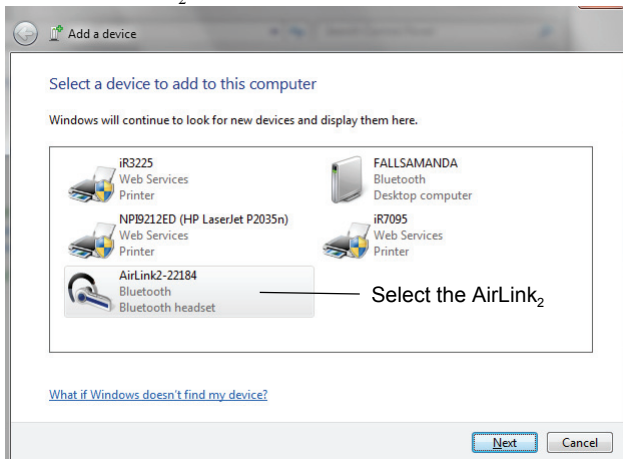 2
Add a device
Select a device to add to this computer
Windows will continue to look for new devices and display them here.
iR3225
Web Services
Printer
FALLSAMANDA
Bluetooth
Desktop computer
NPI9212ED (HP LaserJet P2035n)
Web Services
Printer
iR7095
Web Services
Printer
AirLink2-22184
Bluetooth
Bluetooth headset
Select the AirLink₂
What if Windows doesn't find my device?
Next
Cancel